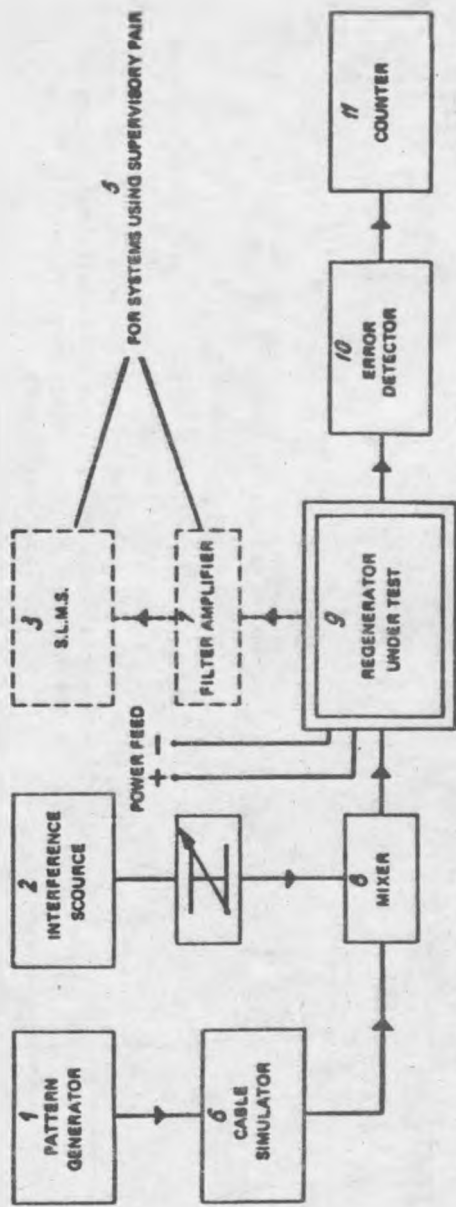 1
PATTERN
GENERATOR
2
INTERFERENCE
SCOURCE
3
S.L.M.S.
5
FOR SYSTEMS USING SUPERVISORY PAIR
FILTER AMPLIFIER
POWER FEED
+ −
6
CABLE
SIMULATOR
8
MIXER
9
REGENERATOR
UNDER TEST
10
ERROR
DETECTOR
11
COUNTER